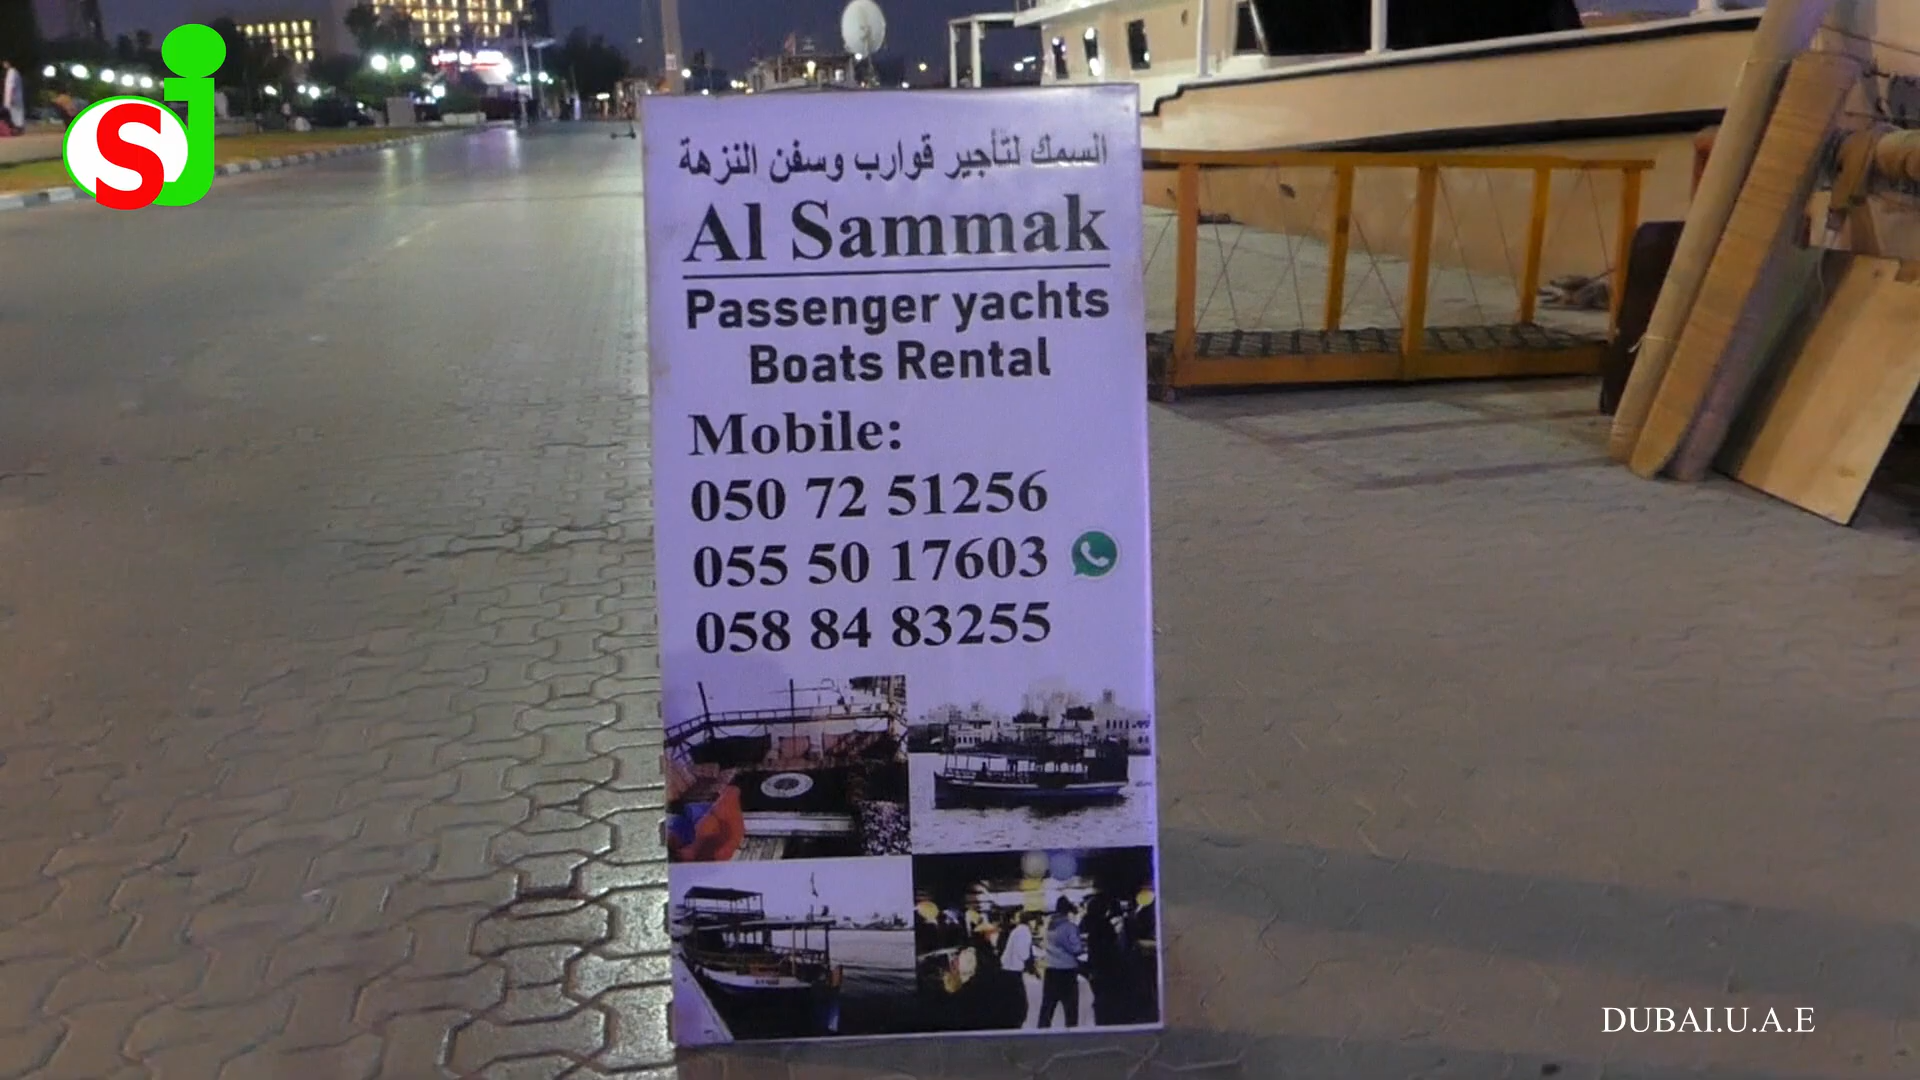 sj
السمك لتأجير قوارب وسفن النزهة
Al Sammak
Passenger yachts
Boats Rental
Mobile:
050 72 51256
055 50 17603
058 84 83255
DUBAI.U.A.E